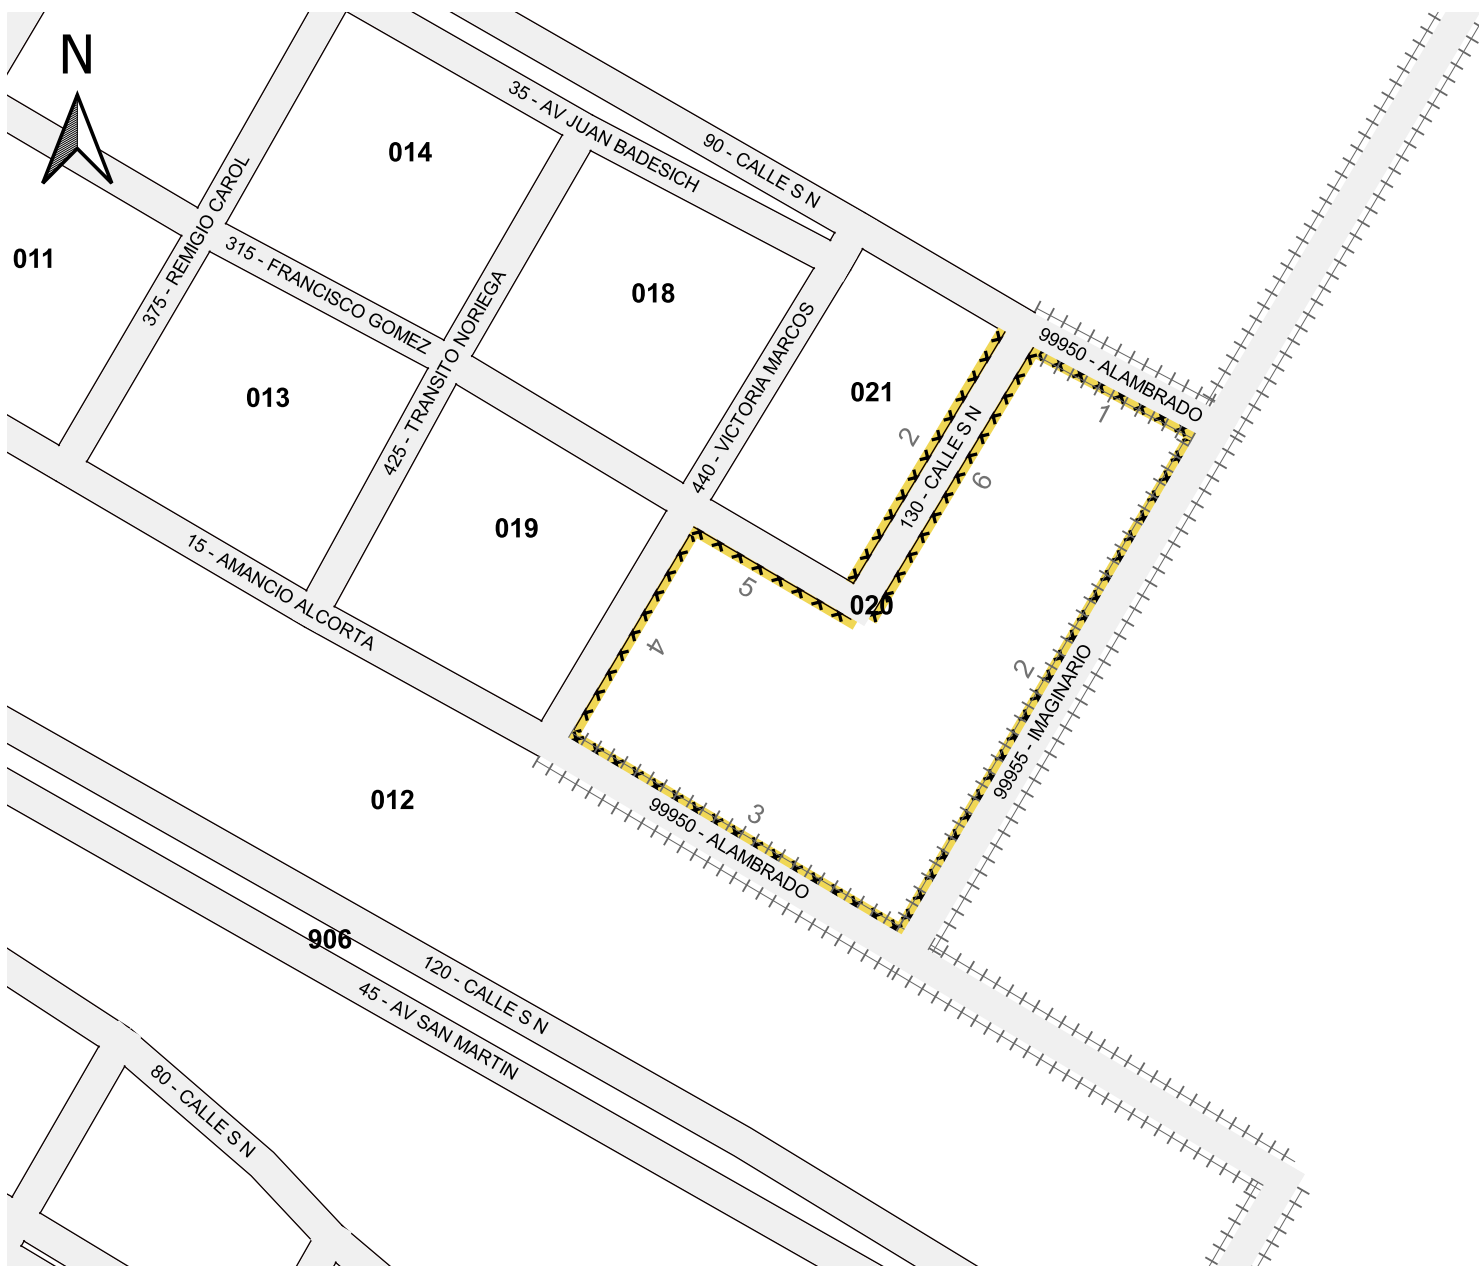 N
35 - AV JUAN BADESICH
90 - CALLE S N
014
375 - REMIGIO CAROL
011
315 - FRANCISCO GOMEZ
425 - TRANSITO NORIEGA
018
440 - VICTORIA MARCOS
99950 - ALAMBRADO
1
021
013
2
130 - CALLE S N
6
019
15 - AMANCIO ALCORTA
5
020
4
2
99955 - IMAGINARIO
012
3
99950 - ALAMBRADO
906
120 - CALLE S N
45 - AV SAN MARTIN
80 - CALLE S N